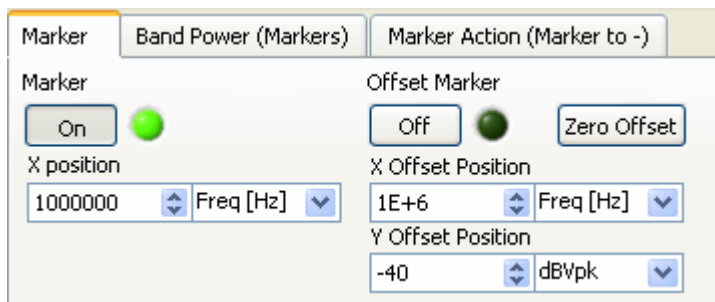 Marker Band Power (Markers) Marker Action (Marker to -)
Marker Offset Marker
On Off Zero Offset
X position X Offset Position
1000000 Freq [Hz] 1E+6 Freq [Hz]
Y Offset Position
-40 dBVpk